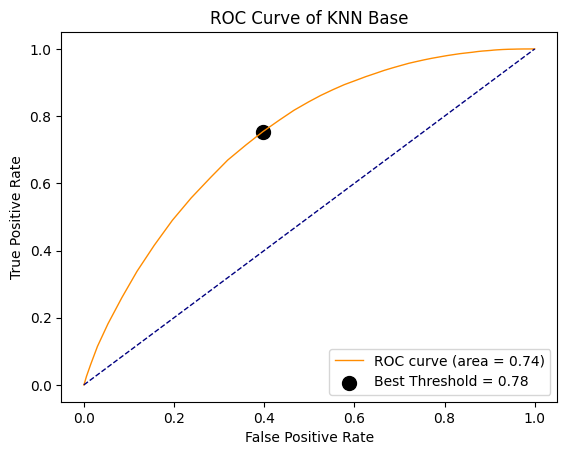 ROC Curve of KNN Base
True Positive Rate
1.0
0.8
0.6
0.4
0.2
0.0
ROC curve (area = 0.74)
Best Threshold = 0.78
0.0 0.2 0.4 0.6 0.8 1.0
False Positive Rate